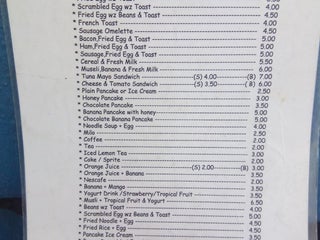 * Scrambled Egg wz Toast 4.00
* Fried Egg wz Beans & Toast 4.50
* French Toast 4.00
* Sausage Omelette 4.50
* Bacon,Fried Egg & Toast 5.00
* Ham,Fried Egg & Toast 5.00
* Sausage,Fried Egg & Toast 5.00
* Cereal & Fresh Milk 5.50
* Museli Banana & Fresh Milk 6.00
* Tuna Mayo Sandwich (S) 4.00 (B) 7.00
* Cheese & Tomato Sandwich (S) 3.50 (B) 6.00
* Plain Pancake or Ice Cream 2.50
* Honey Pancake 3.00
* Chocolate Pancake 3.50
* Banana Pancake with honey 5.00
* Chocolate Banana Pancake 5.00
* Noodle Soup + Egg 4.00
* Milo 2.50
* Coffee 2.00
* Tea 2.00
* Iced Lemon Tea 2.00
* Coke / Sprite 2.00
* Orange Juice (S) 2.00 (B) 3.00
* Orange Juice + Banana 3.00
* Nescafe 2.00
* Banana + Mango 3.50
* Yogurt Drink /Strawberry/Tropical Fruit 3.50
* Musli + Tropical Fruit & Yogurt 6.00
* Beans wz Toast 4.00
* Scrambled Egg wz Beans & Toast 5.00
* Fried Noodle + Egg 4.50
* Fried Rice + Egg 4.50
* Pancake Ice Cream 3.50